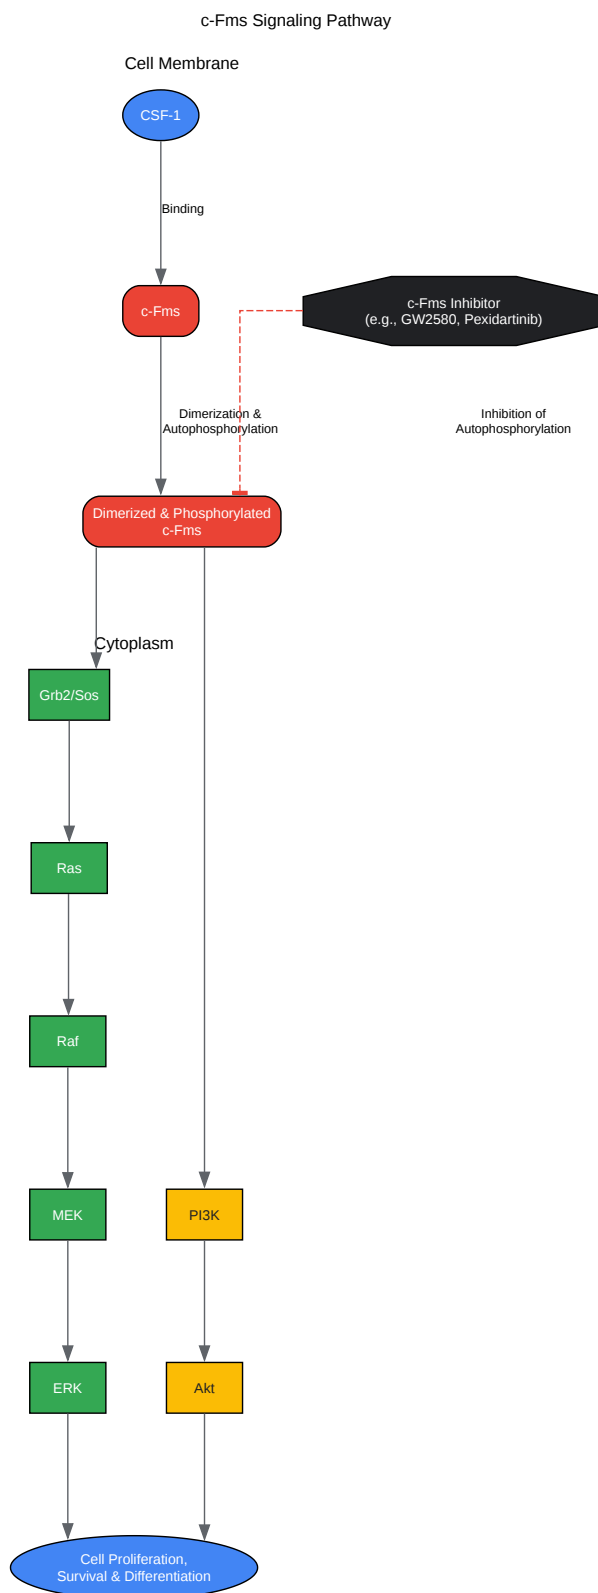 c-Fms Signaling Pathway
Cell Membrane
CSF-1
Binding
c-Fms
c-Fms Inhibitor
(e.g., GW2580, Pexidartinib)
Dimerization &
Autophosphorylation
Inhibition of
Autophosphorylation
Dimerized & Phosphorylated
c-Fms
Cytoplasm
Grb2/Sos
Ras
Raf
MEK
PI3K
ERK
Akt
Cell Proliferation,
Survival & Differentiation